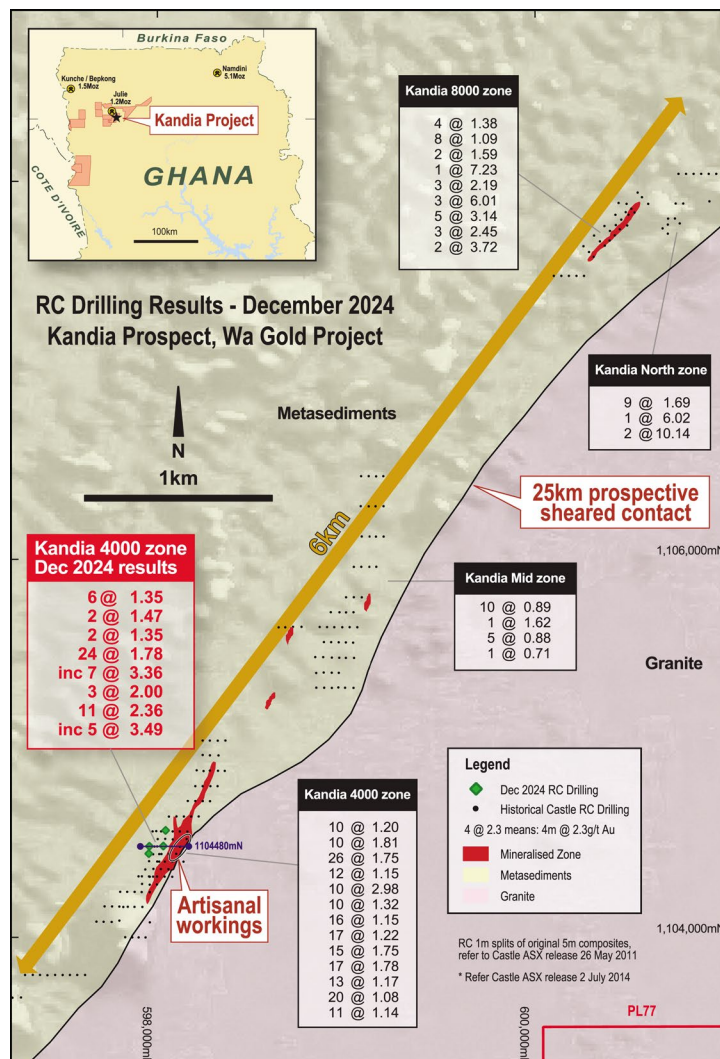 Burkina Faso
Kunche / Bepkong
1.5Moz
Namdini
5.1Moz
Julie
1.2Moz
Kandia Project
COTE D'IVOIRE
GHANA
100km
Kandia 8000 zone
4 @ 1.38
8 @ 1.09
2 @ 1.59
1 @ 7.23
3 @ 2.19
3 @ 6.01
5 @ 3.14
3 @ 2.45
2 @ 3.72
RC Drilling Results - December 2024
Kandia Prospect, Wa Gold Project
Kandia North zone
9 @ 1.69
1 @ 6.02
2 @ 10.14
Metasediments
N
1km
25km prospective
sheared contact
6km
1,106,000mN
Kandia 4000 zone
Dec 2024 results
6 @ 1.35
2 @ 1.47
2 @ 1.35
24 @ 1.78
inc 7 @ 3.36
3 @ 2.00
11 @ 2.36
inc 5 @ 3.49
Kandia Mid zone
10 @ 0.89
1 @ 1.62
5 @ 0.88
1 @ 0.71
Granite
Legend
Dec 2024 RC Drilling
Historical Castle RC Drilling
4 @ 2.3 means: 4m @ 2.3g/t Au
Mineralised Zone
Metasediments
Granite
Kandia 4000 zone
10 @ 1.20
10 @ 1.81
26 @ 1.75
12 @ 1.15
10 @ 2.98
10 @ 1.32
16 @ 1.15
17 @ 1.22
15 @ 1.75
17 @ 1.78
13 @ 1.17
20 @ 1.08
11 @ 1.14
1104480mN
Artisanal
workings
1,104,000mN
RC 1m splits of original 5m composites,
refer to Castle ASX release 26 May 2011
* Refer Castle ASX release 2 July 2014
PL77
598,000mE
600,000mE